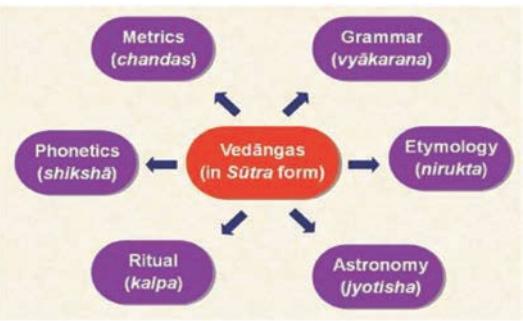 Metrics
(chandas)
Grammar
(vyākarana)
Phonetics
(shikshā)
Vedāngas
(in Sūtra form)
Etymology
(nirukta)
Ritual
(kalpa)
Astronomy
(jyotisha)